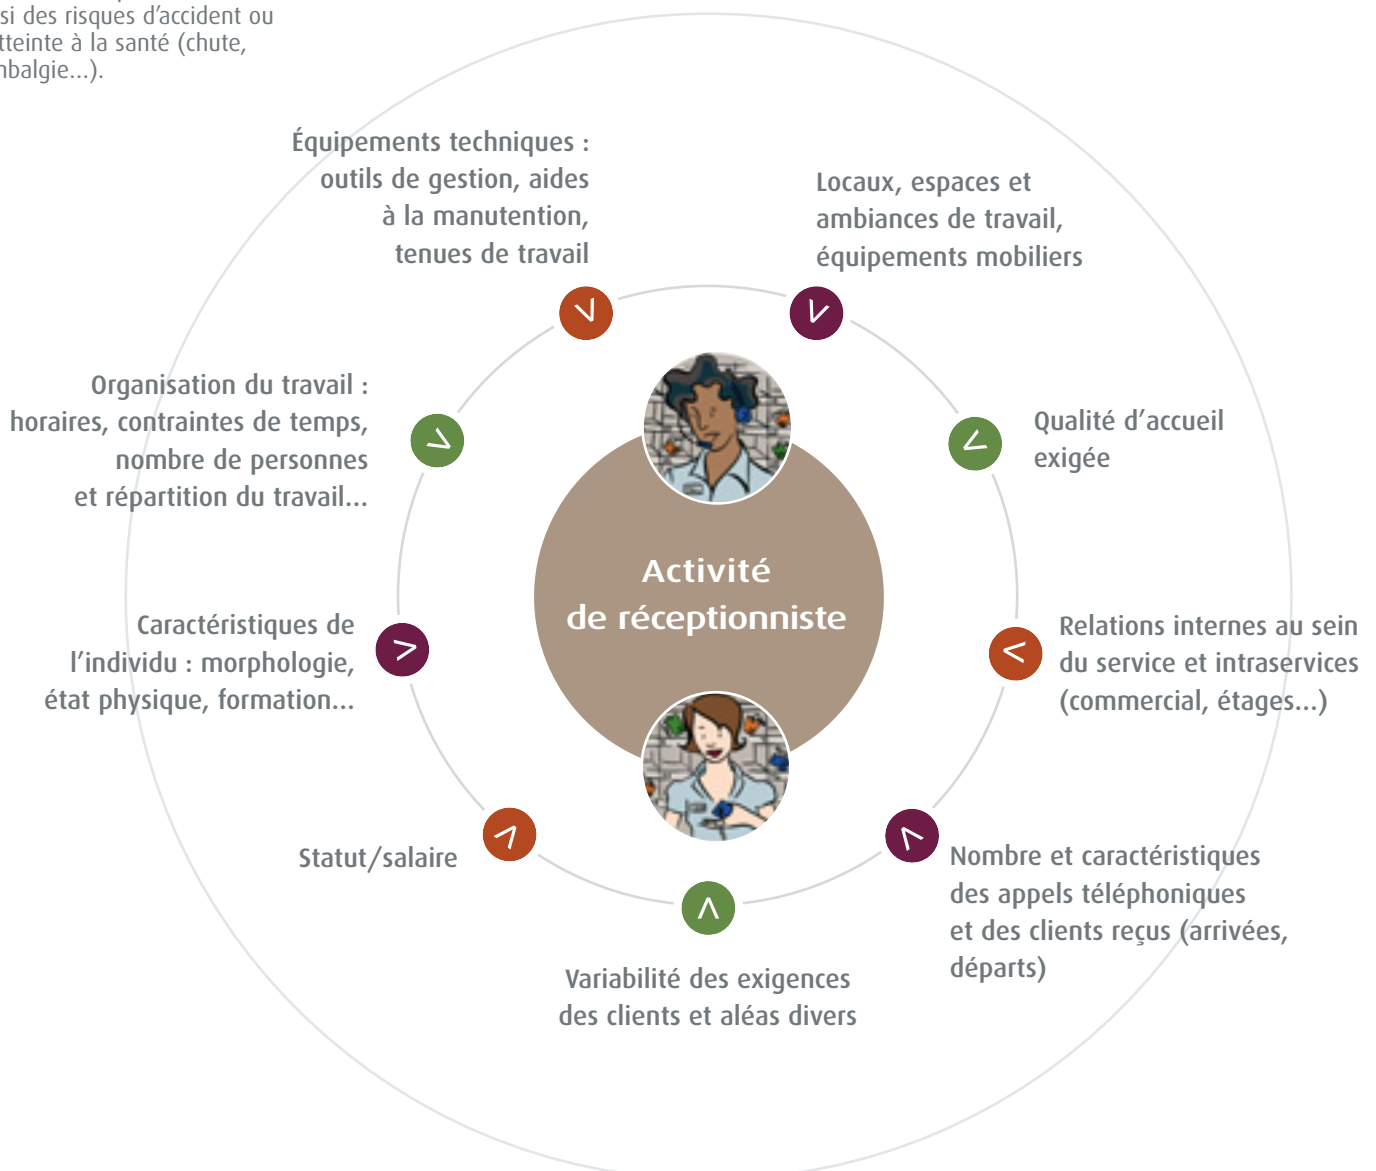 si des risques d'accident ou
tteinte à la santé (chute,
mbalgie...).
Équipements techniques :
outils de gestion, aides
à la manutention,
tenues de travail
Locaux, espaces et
ambiances de travail,
équipements mobiliers
Organisation du travail :
horaires, contraintes de temps,
nombre de personnes
et répartition du travail...
Qualité d'accueil
exigée
Activité
de réceptionniste
Caractéristiques de
l'individu : morphologie,
état physique, formation...
Relations internes au sein
du service et intraservices
(commercial, étages...)
Statut/salaire
Nombre et caractéristiques
des appels téléphoniques
et des clients reçus (arrivées,
départs)
Variabilité des exigences
des clients et aléas divers